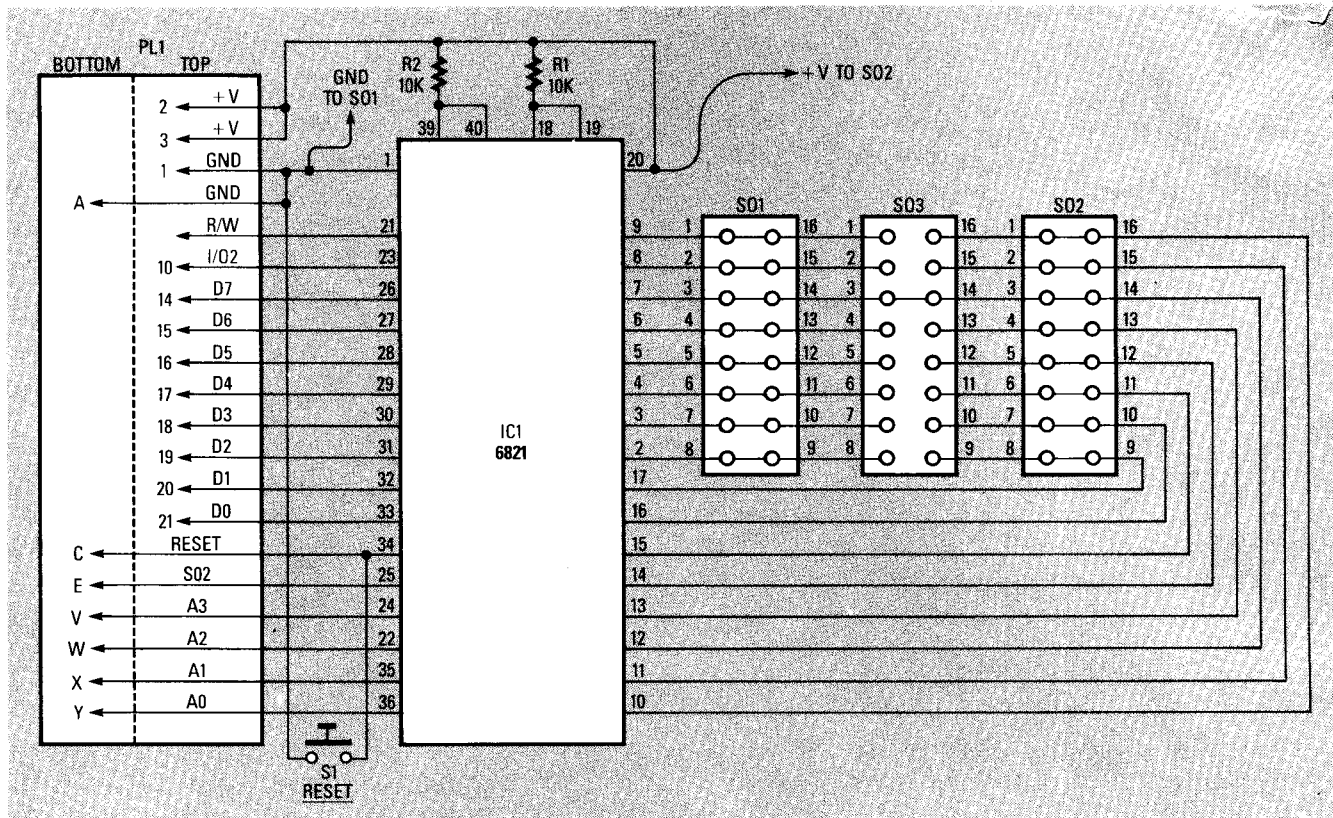 PL1
BOTTOM TOP
2 +V
3 +V
1 GND
A GND
R/W
10 I/O2
14 D7
15 D6
16 D5
17 D4
18 D3
19 D2
20 D1
21 D0
C RESET
E S02
V A3
W A2
X A1
Y A0
GND
TO SO1
R2
10K
R1
10K
+V TO SO2
39 40 18 19
1
21
23
26
27
28
29
30
31
32
33
34
25
24
22
35
36
IC1
6821
20
9
8
7
6
5
4
3
2
17
16
15
14
13
12
11
10
SO1
1 16
2 15
3 14
4 13
5 12
6 11
7 10
8 9
SO3
1 16
2 15
3 14
4 13
5 12
6 11
7 10
8 9
SO2
1 16
2 15
3 14
4 13
5 12
6 11
7 10
8 9
S1
RESET